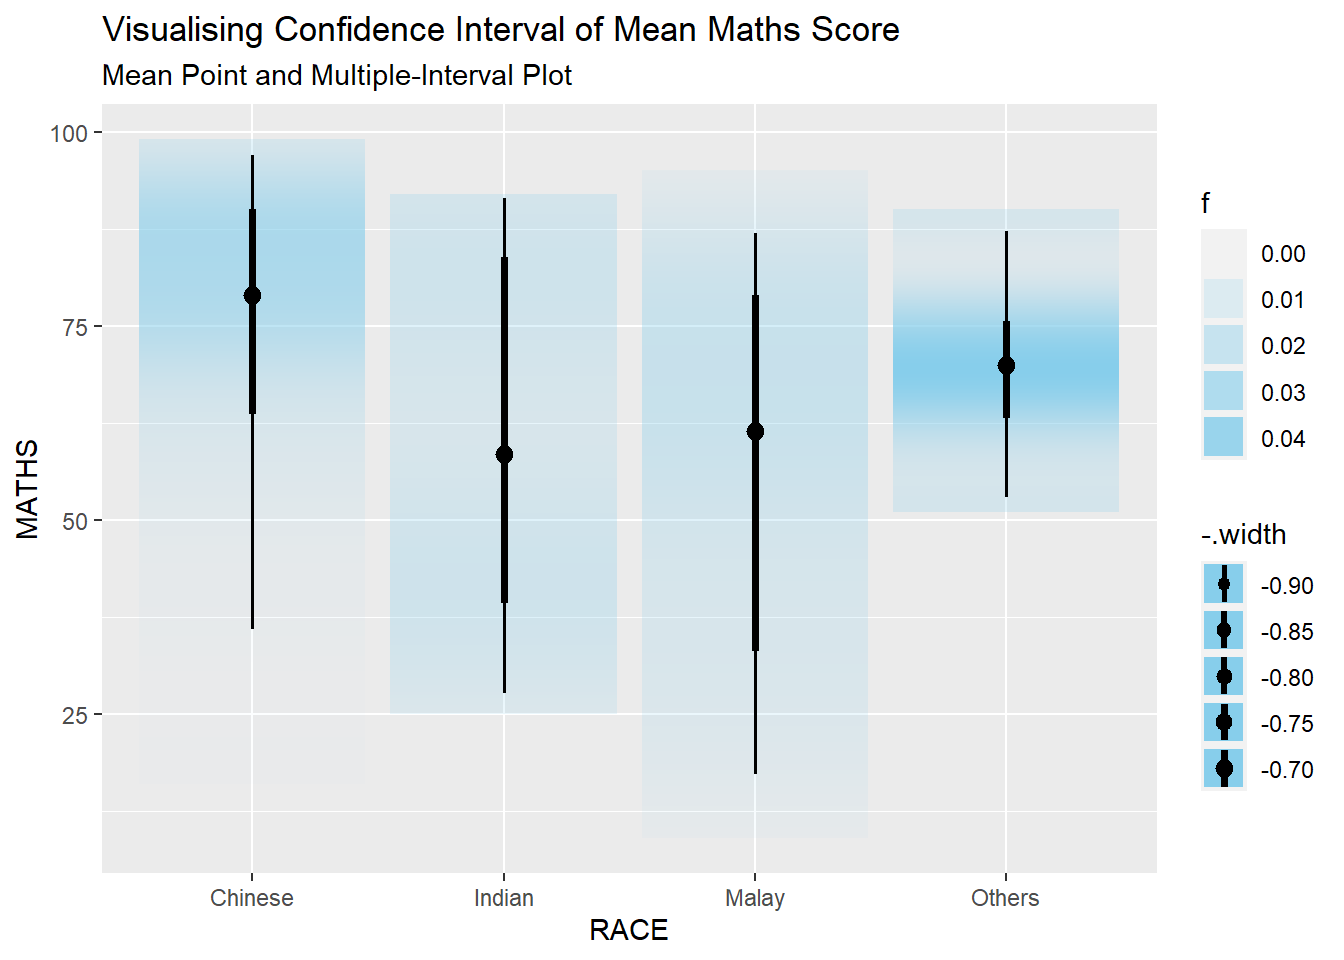 Visualising Confidence Interval of Mean Maths Score
Mean Point and Multiple-Interval Plot
MATHS
100
75
50
25
Chinese
Indian
Malay
Others
RACE
f
0.00
0.01
0.02
0.03
0.04
-.width
-0.90
-0.85
-0.80
-0.75
-0.70